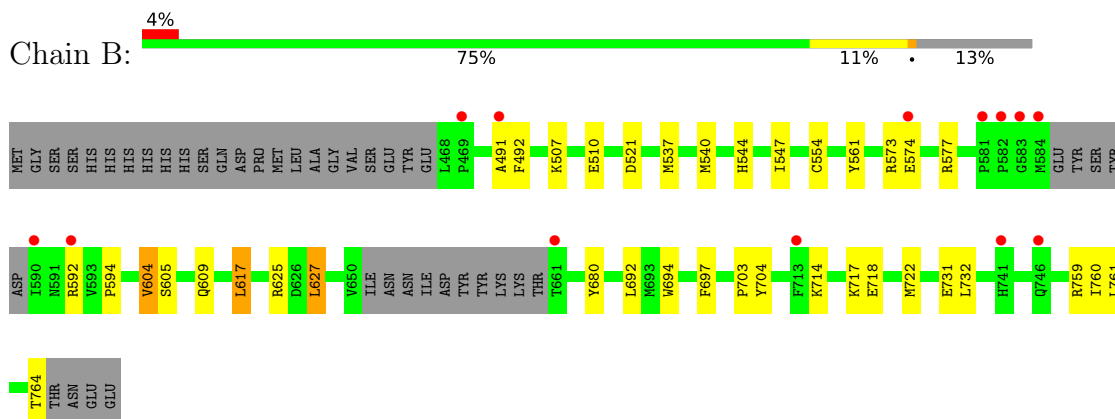 4%
Chain B:
75% 11% • 13%
MET GLY SER SER HIS HIS HIS HIS HIS HIS SER GLN ASP PRO MET LEU ALA GLY VAL SER GLU TYR GLU L468 P469 A491 F492 K507 E510 D521 M537 M540 H544 I547 C554 Y561 R573 E574 R577 P581 P582 G583 M584 GLU TYR SER TYR
ASP I590 N591 R592 V593 P594 V604 S605 Q609 L617 R625 D626 L627 V650 ILE ASN ASN ILE ASP TYR TYR LYS LYS THR T661 Y680 L692 M693 W694 F697 P703 Y704 F713 K714 K717 E718 M722 E731 L732 H741 Q746 R759 I760 L761
T764 THR ASN GLU GLU